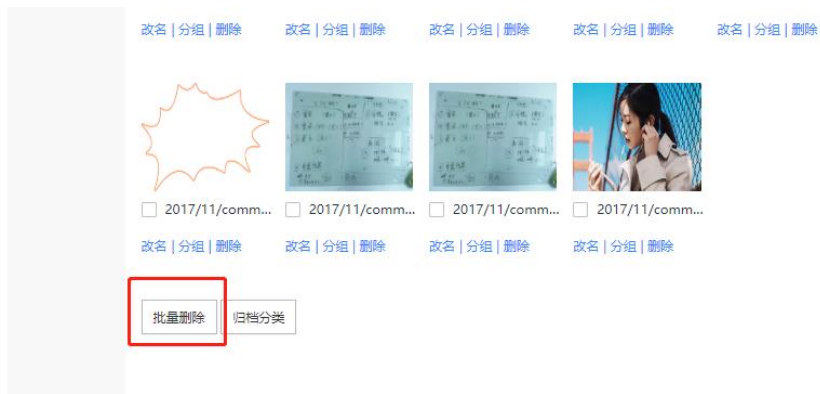 改名 | 分组 | 删除 改名 | 分组 | 删除 改名 | 分组 | 删除 改名 | 分组 | 删除 改名 | 分组 | 删除
2017/11/comm... 2017/11/comm... 2017/11/comm... 2017/11/comm...
改名 | 分组 | 删除 改名 | 分组 | 删除 改名 | 分组 | 删除 改名 | 分组 | 删除
批量删除 归档分类